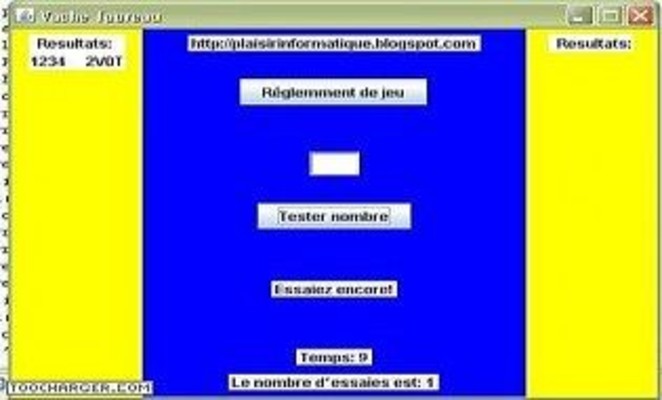 Vache Taureau
Resultats:
1234 2V0T
http://plaisirinformatique.blogspot.com
Réglemment de jeu
Tester nombre
Essaiez encore!
Temps: 9
Le nombre d'essaies est: 1
Resultats:
TOOCHARGER.COM